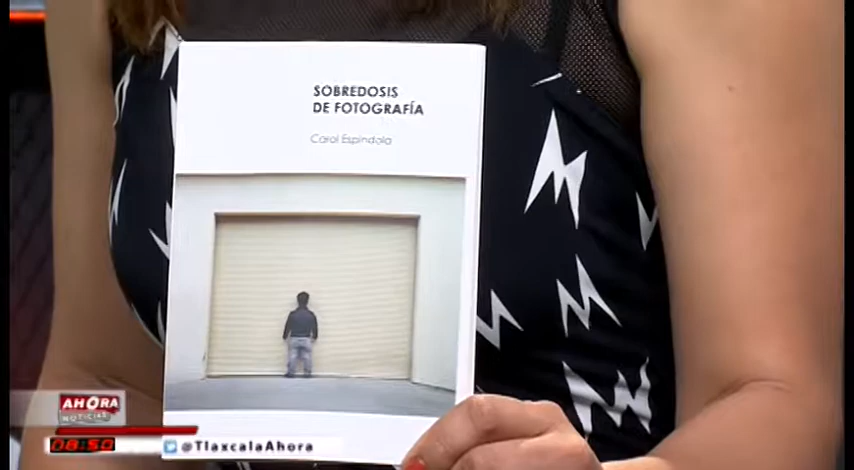 SOBREDOSIS
DE FOTOGRAFÍA
Carol Espíndola
AHORA
NOTICIAS
08:50
@TlaxcalaAhora